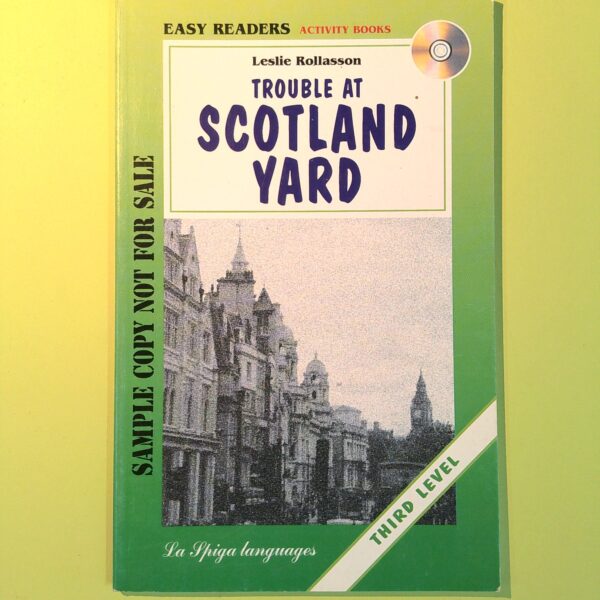 EASY READERS ACTIVITY BOOKS
Leslie Rollasson
TROUBLE AT
SCOTLAND
YARD
SAMPLE COPY NOT FOR SALE
THIRD LEVEL
La Spiga languages